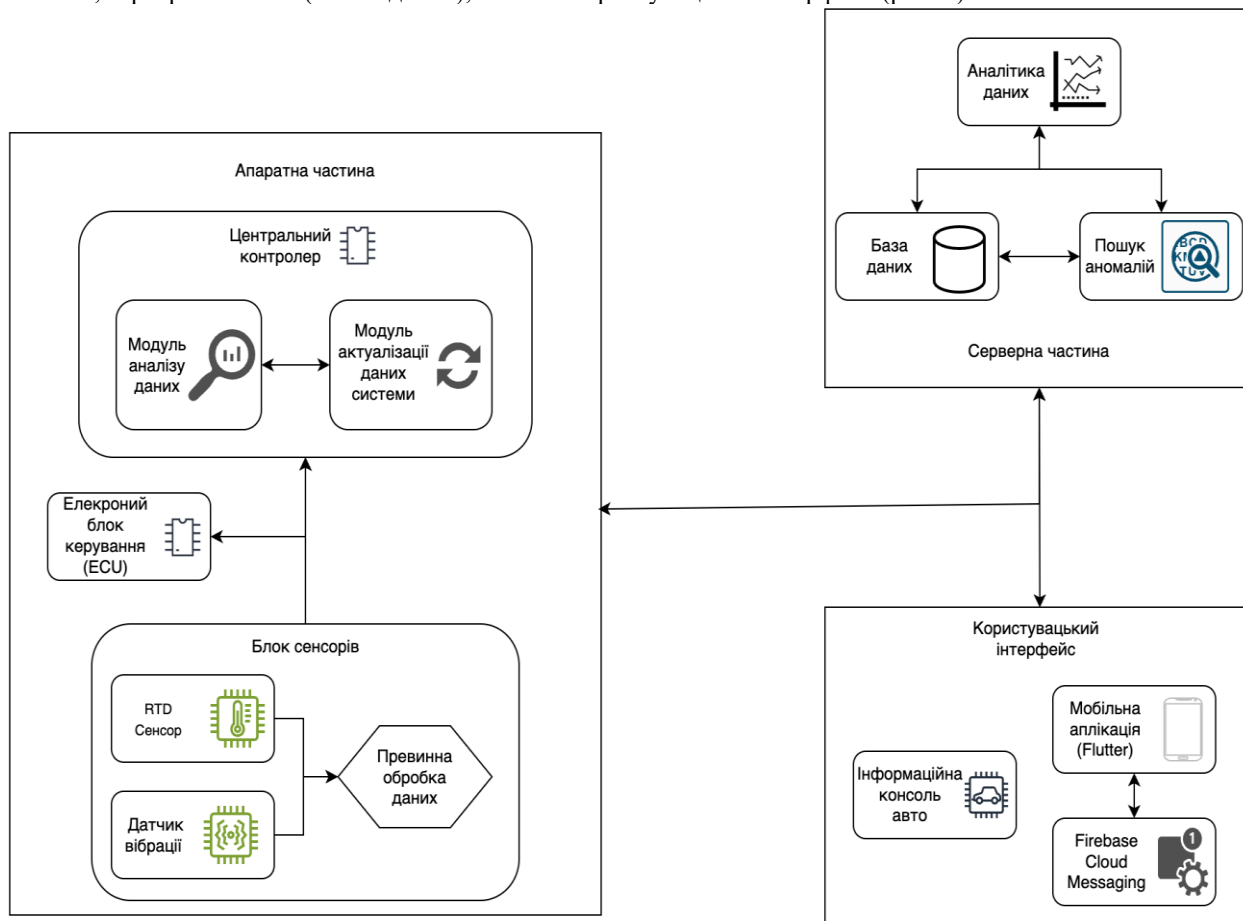 Апаратна частина
Центральний
контролер
Модуль
аналізу
даних
Модуль
актуалізації
даних
системи
Елекроний
блок
керування
(ECU)
Блок сенсорів
RTD
Сенсор
Датчик
вібрації
Превинна
обробка
даних
Аналітика
даних
База
даних
Пошук
аномалій
Серверна частина
Користувацький
інтерфейс
Інформаційна
консоль
авто
Мобільна
аплікація
(Flutter)
Firebase
Cloud
Messaging
1